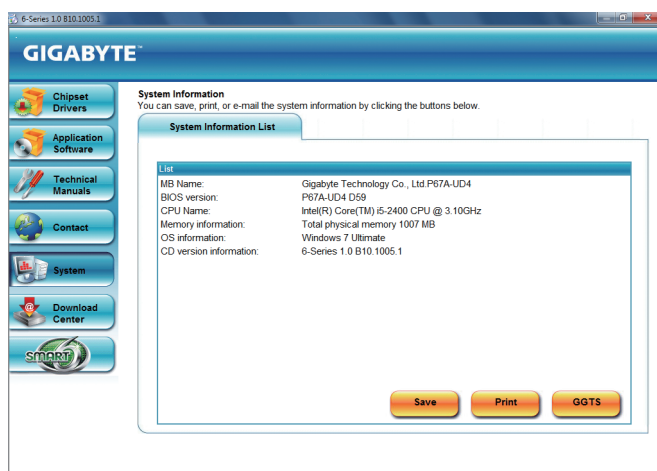 6-Series 1.0 B10.1005.1
GIGABYTE™
Chipset
Drivers
Application
Software
Technical
Manuals
Contact
System
Download
Center
SMART6
System Information
You can save, print, or e-mail the system information by clicking the buttons below.
System Information List
List
MB Name: Gigabyte Technology Co., Ltd.P67A-UD4
BIOS version: P67A-UD4 D59
CPU Name: Intel(R) Core(TM) i5-2400 CPU @ 3.10GHz
Memory information: Total physical memory 1007 MB
OS information: Windows 7 Ultimate
CD version information: 6-Series 1.0 B10.1005.1
Save Print GGTS